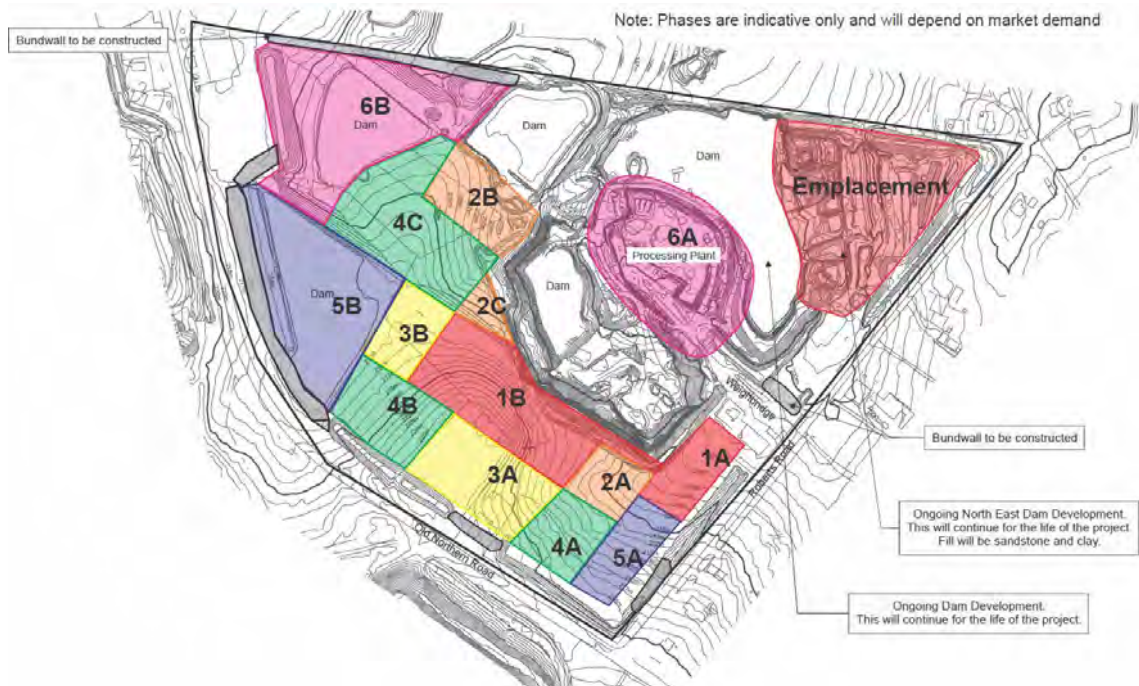 Note: Phases are indicative only and will depend on market demand
Bundwall to be constructed
6B
Dam
Dam
Dam
Emplacement
2B
4C
6A
Processing Plant
Dam
Dam
5B
2C
3B
1B
4B
Weighbridge
1A
Bundwall to be constructed
3A
2A
Roberts Road
Old Northern Road
4A
5A
Ongoing North East Dam Development.
This will continue for the life of the project
Fill will be sandstone and clay.
Ongoing Dam Development.
This will continue for the life of the project.